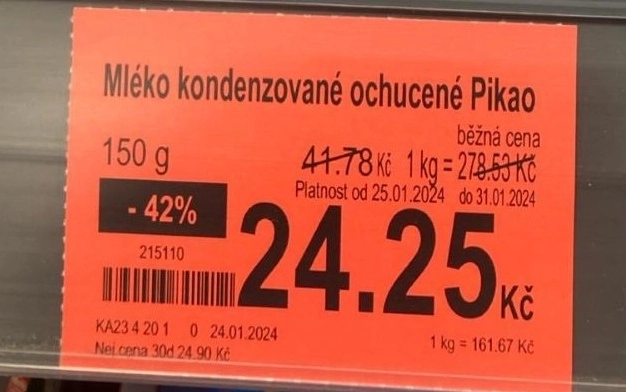 Mléko kondenzované ochucené Pikao
běžná cena
150 g
41.78 Kč 1 kg = 278.53 Kč
Platnost od 25.01.2024 do 31.01.2024
- 42%
24.25 Kč
215110
KA23 4 20 1 0 24.01.2024
1 kg = 161.67 Kč
Nej cena 30d 24.90 Kč